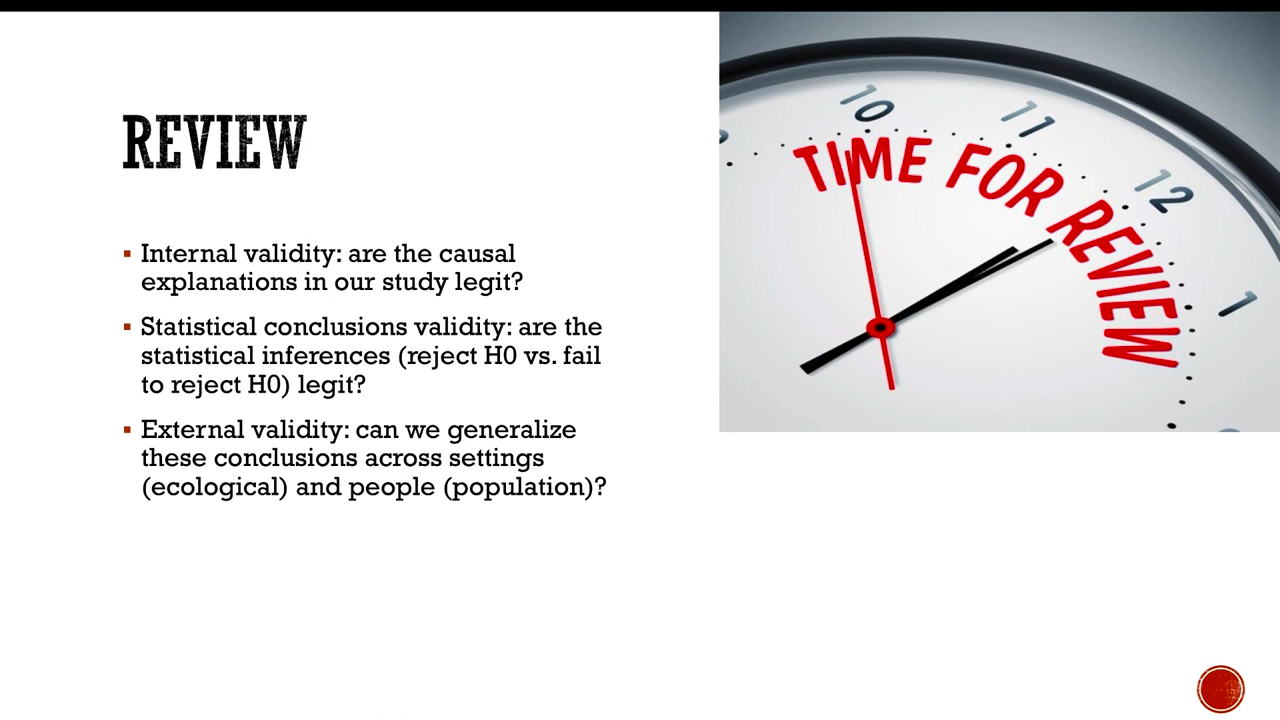 REVIEW
▪ Internal validity: are the causal
explanations in our study legit?
▪ Statistical conclusions validity: are the
statistical inferences (reject H0 vs. fail
to reject H0) legit?
▪ External validity: can we generalize
these conclusions across settings
(ecological) and people (population)?
10
11
12
1
TIME FOR REVIEW